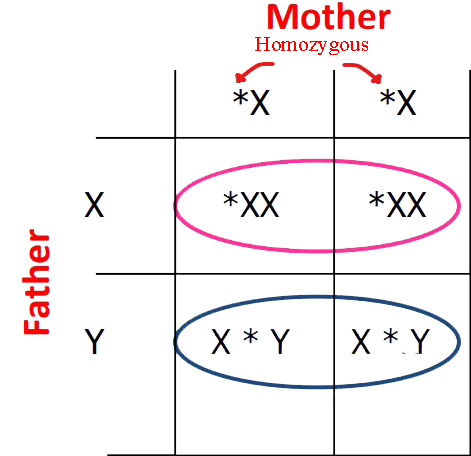 Mother
Homozygous
*X *X
X *XX *XX
Father
Y X * Y X * Y